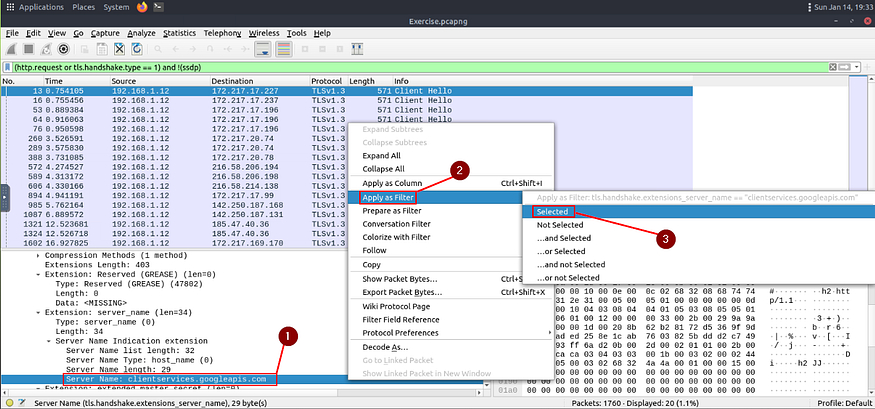 Applications Places System
Sun Jan 14, 19:33
Exercise.pcapng
File Edit View Go Capture Analyze Statistics Telephony Wireless Tools Help
(http.request or tls.handshake.type == 1) and !(ssdp)
No. Time Source Destination Protocol Length Info
13 0.754105 192.168.1.12 172.217.17.227 TLSv1.3 571 Client Hello
16 0.755456 192.168.1.12 172.217.17.237 TLSv1.3 571 Client Hello
53 0.889384 192.168.1.12 172.217.17.196 TLSv1.3 571 Client Hello
64 0.916063 192.168.1.12 172.217.17.196 TLSv1.3 571 Client Hello
76 0.950598 192.168.1.12 172.217.17.196
260 3.526591 192.168.1.12 172.217.20.74
289 3.575830 192.168.1.12 172.217.20.74
388 3.731085 192.168.1.12 172.217.20.78
572 4.274527 192.168.1.12 216.58.206.194
589 4.313172 192.168.1.12 216.58.206.198
606 4.330166 192.168.1.12 216.58.214.138
894 4.941191 192.168.1.12 172.217.17.99
985 5.762164 192.168.1.12 142.250.187.168
1087 6.889572 192.168.1.12 142.250.187.131
1321 12.523681 192.168.1.12 185.47.40.36
1324 12.526718 192.168.1.12 185.47.40.36
1602 16.927825 192.168.1.12 172.217.169.170
Expand Subtrees
Collapse Subtrees
Expand All
Collapse All
Apply as Column Ctrl+Shift+I
Apply as Filter
Prepare as Filter
Conversation Filter
Colorize with Filter
Follow
Copy
Show Packet Bytes…
Export Packet Bytes… Ctrl+Shift+X
Wiki Protocol Page
Filter Field Reference
Protocol Preferences
Decode As…
Go to Linked Packet
Show Linked Packet in New Window
2
Apply as Filter: tls.handshake.extensions_server_name == "clientservices.googleapis.com"
Selected
Not Selected
…and Selected
…or Selected
…and not Selected
…or not Selected
3
Compression Methods (1 method)
Extensions Length: 403
Extension: Reserved (GREASE) (len=0)
Type: Reserved (GREASE) (47802)
Length: 0
Data: <MISSING>
Extension: server_name (len=34)
Type: server_name (0)
Length: 34
Server Name Indication extension
Server Name list length: 32
Server Name Type: host_name (0)
Server Name length: 29
Server Name: clientservices.googleapis.com
1
Server Name (tls.handshake.extensions_server_name), 29 byte(s)
Packets: 1760 · Displayed: 20 (1.1%)
Profile: Default